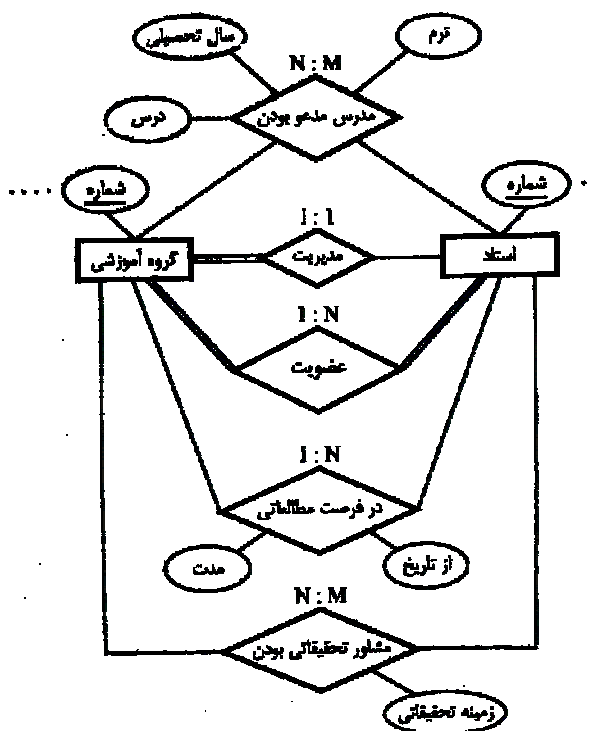 سال تحصیلی
ترم
N : M
درس
مدرس مدعو بودن
شماره
شماره
1 : 1
گروه آموزشی
مدیریت
استاد
1 : N
عضویت
1 : N
در فرصت مطالعاتی
مدت
از تاریخ
N : M
مشاور تحقیقاتی بودن
زمینه تحقیقاتی